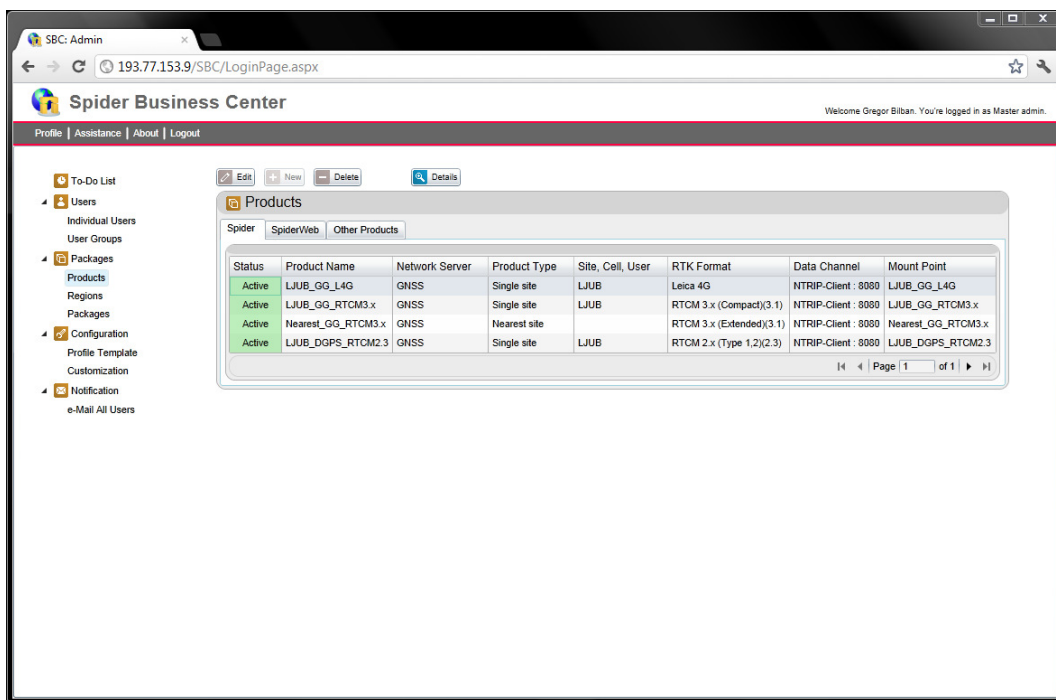 SBC: Admin
193.77.153.9/SBC/LoginPage.aspx
Spider Business Center
Welcome Gregor Bilban. You're logged in as Master admin.
Profile | Assistance | About | Logout
To-Do List
Users
Individual Users
User Groups
Packages
Products
Regions
Packages
Configuration
Profile Template
Customization
Notification
e-Mail All Users
Edit New Delete Details
Products
Spider SpiderWeb Other Products
Status Product Name Network Server Product Type Site, Cell, User RTK Format Data Channel Mount Point
Active LJUB_GG_L4G GNSS Single site LJUB Leica 4G NTRIP-Client : 8080 LJUB_GG_L4G
Active LJUB_GG_RTCM3.x GNSS Single site LJUB RTCM 3.x (Compact)(3.1) NTRIP-Client : 8080 LJUB_GG_RTCM3.x
Active Nearest_GG_RTCM3.x GNSS Nearest site RTCM 3.x (Extended)(3.1) NTRIP-Client : 8080 Nearest_GG_RTCM3.x
Active LJUB_DGPS_RTCM2.3 GNSS Single site LJUB RTCM 2.x (Type 1,2)(2.3) NTRIP-Client : 8080 LJUB_DGPS_RTCM2.3
Page 1 of 1